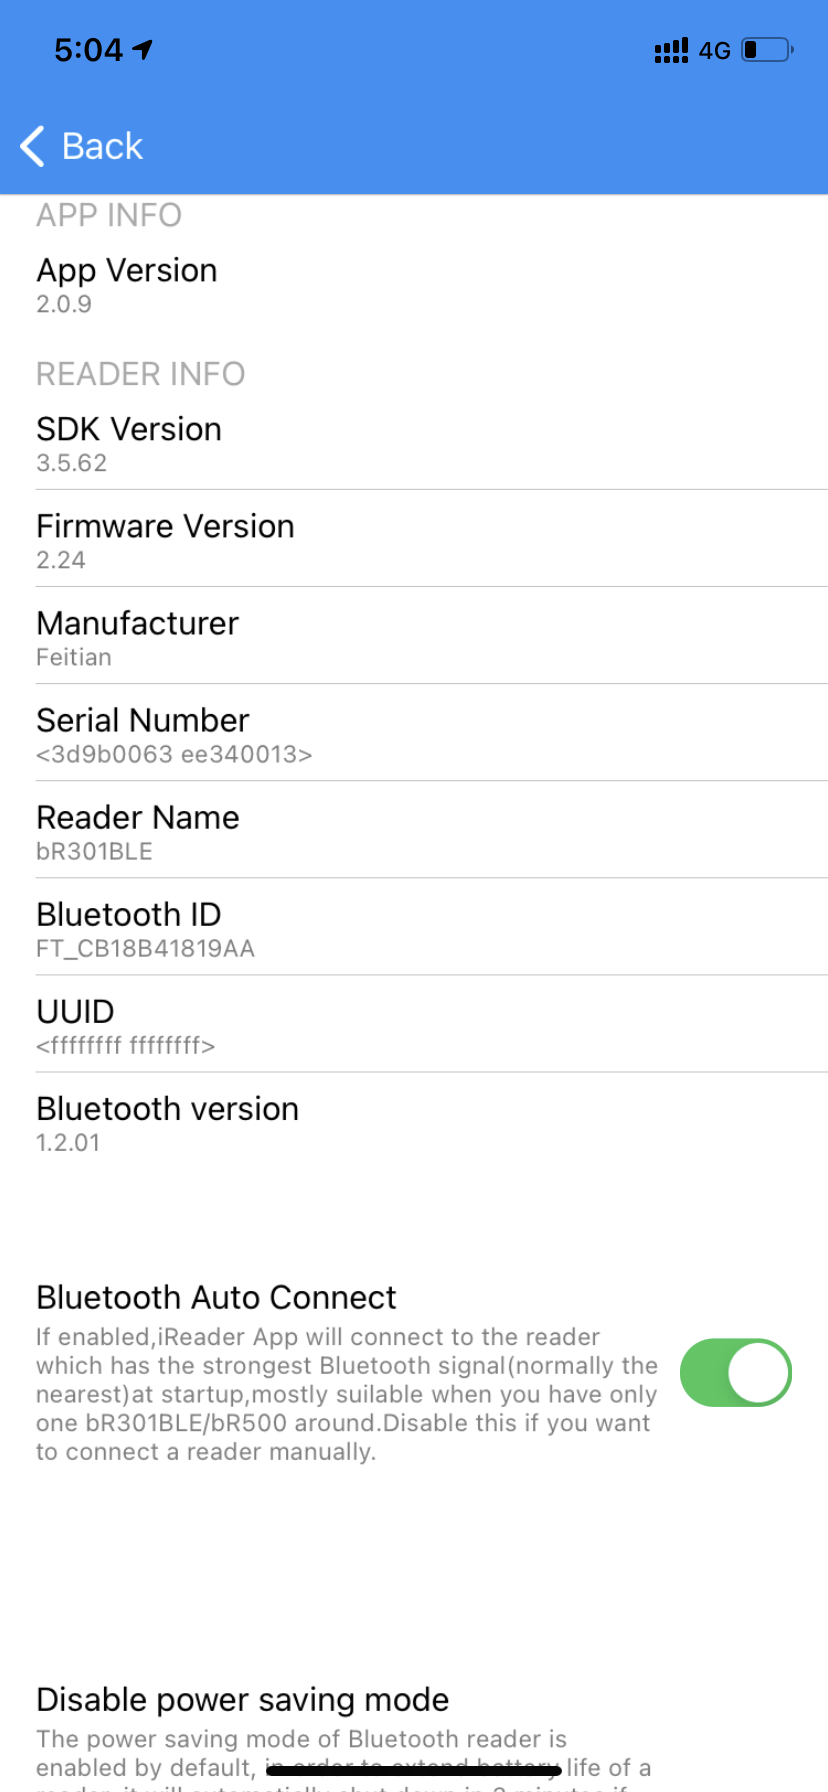 5:04
4G
Back
APP INFO
App Version
2.0.9
READER INFO
SDK Version
3.5.62
Firmware Version
2.24
Manufacturer
Feitian
Serial Number
<3d9b0063 ee340013>
Reader Name
bR301BLE
Bluetooth ID
FT_CB18B41819AA
UUID
<ffffffff ffffffff>
Bluetooth version
1.2.01
Bluetooth Auto Connect
If enabled,iReader App will connect to the reader
which has the strongest Bluetooth signal(normally the
nearest)at startup,mostly suilable when you have only
one bR301BLE/bR500 around.Disable this if you want
to connect a reader manually.
Disable power saving mode
The power saving mode of Bluetooth reader is
enabled by default, in order to extend battery life of a